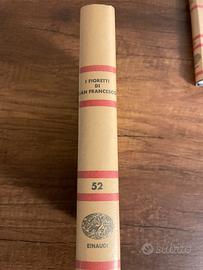 I FIORETTI
DI
SAN FRANCESCO
52
EINAUDI
subito